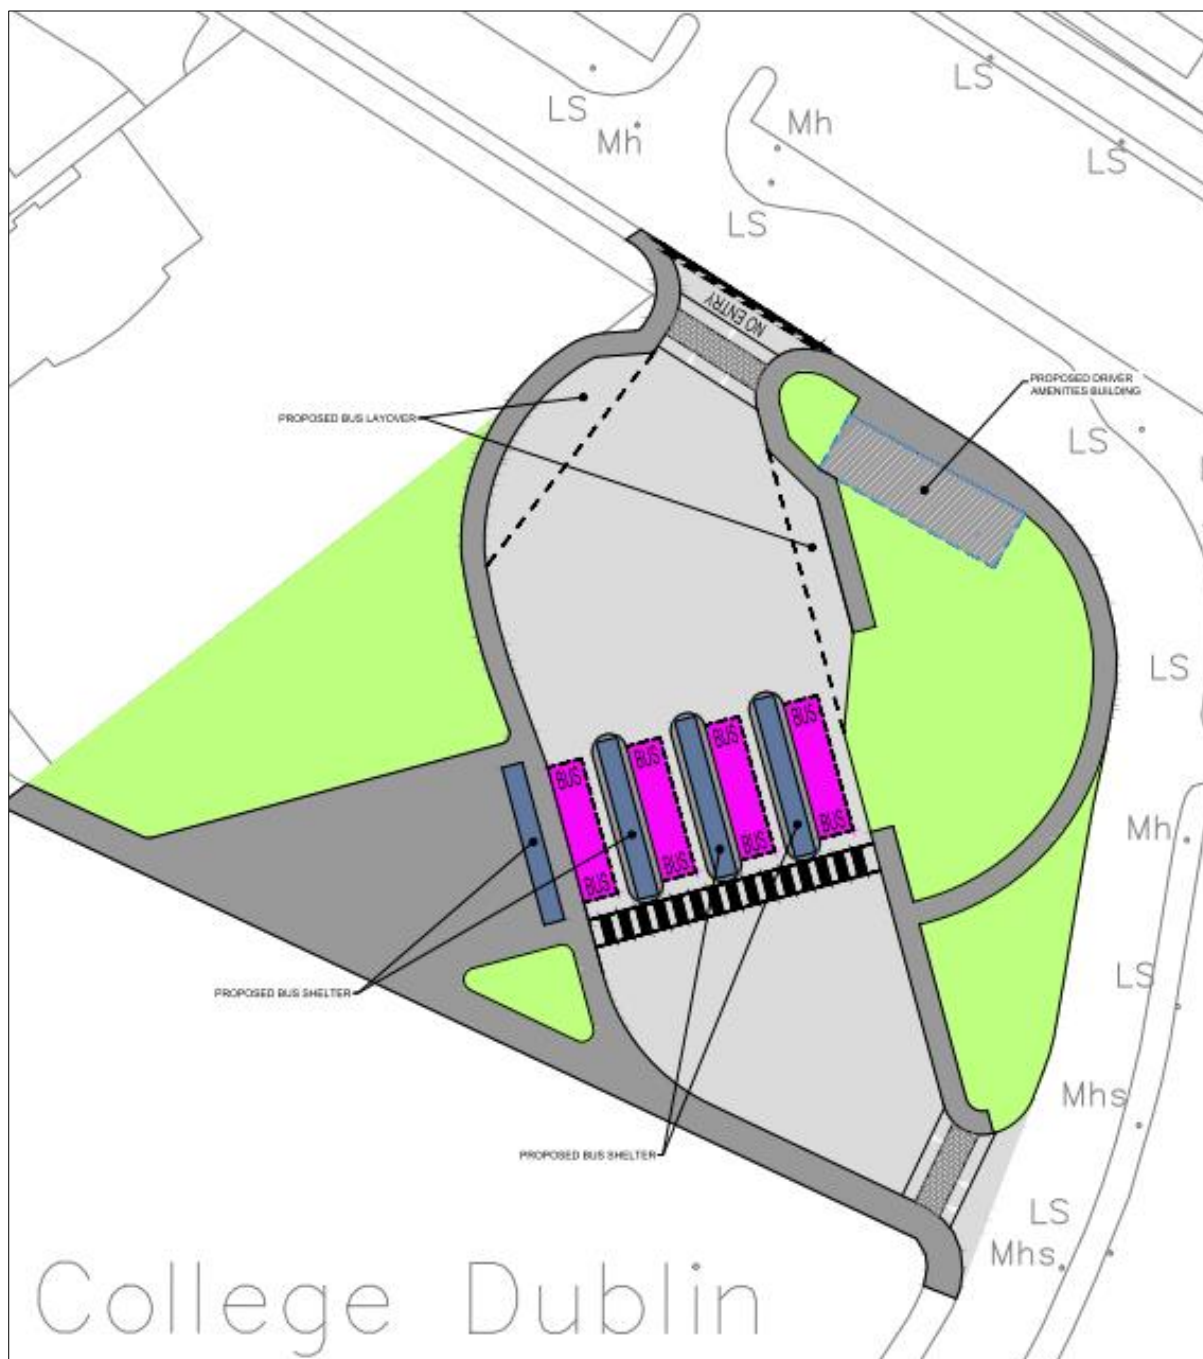 LS
LS
Mh
Mh
LS
LS
NO ENTRY
PROPOSED DRIVER
AMENITIES BUILDING
PROPOSED BUS LAYOVER
LS
LS
BUS
BUS
BUS
BUS
Mh
BUS
BUS
BUS
BUS
LS
PROPOSED BUS SHELTER
Mhs
PROPOSED BUS SHELTER
LS
Mhs
College Dublin